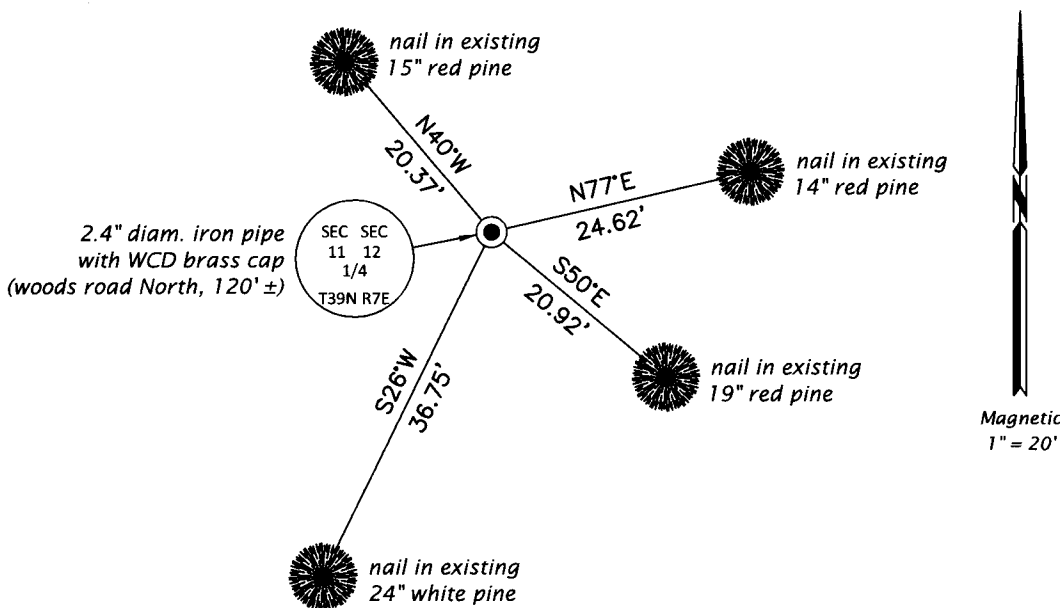 nail in existing
15" red pine
N40°W
20.37'
nail in existing
14" red pine
N77°E
24.62'
2.4" diam. iron pipe
with WCD brass cap
(woods road North, 120' ±)
SEC SEC
11 12
1/4
T39N R7E
S50°E
20.92'
nail in existing
19" red pine
S26°W
36.75'
nail in existing
24" white pine
N
Magnetic
1" = 20'